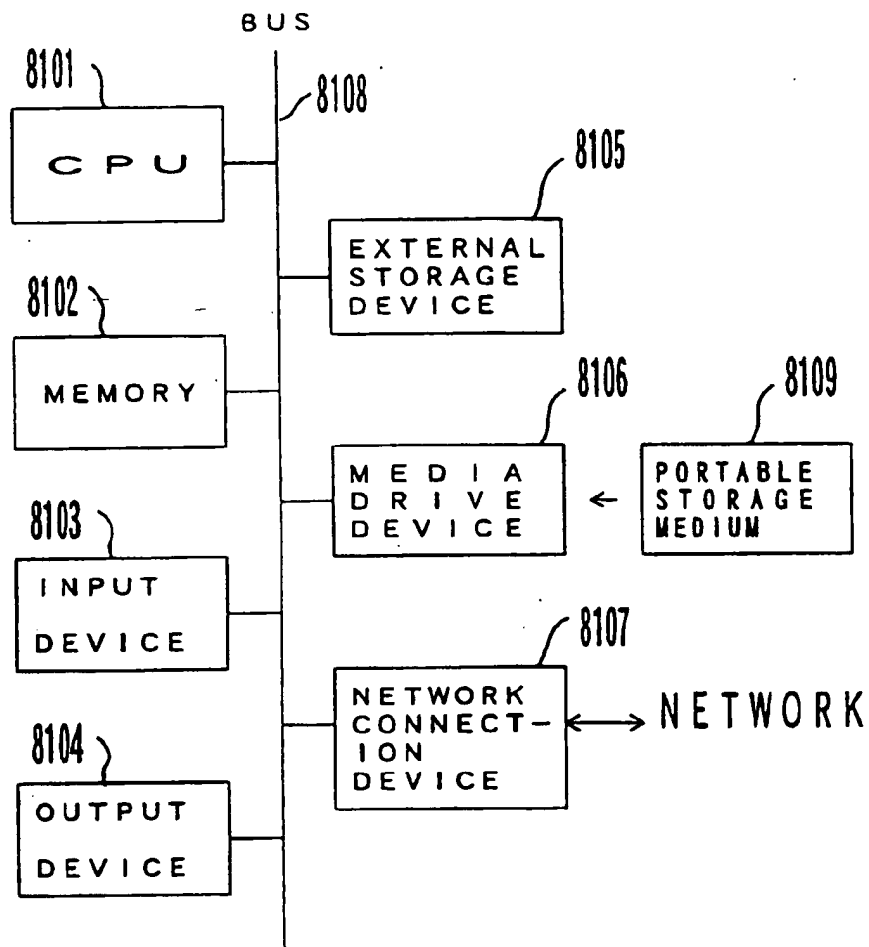 BUS
8101
8108
CPU
8105
EXTERNAL
STORAGE
DEVICE
8102
MEMORY
8106
8109
MEDIA
DRIVE
DEVICE
PORTABLE
STORAGE
MEDIUM
8103
INPUT
DEVICE
8107
NETWORK
CONNECT-
ION
DEVICE
NETWORK
8104
OUTPUT
DEVICE